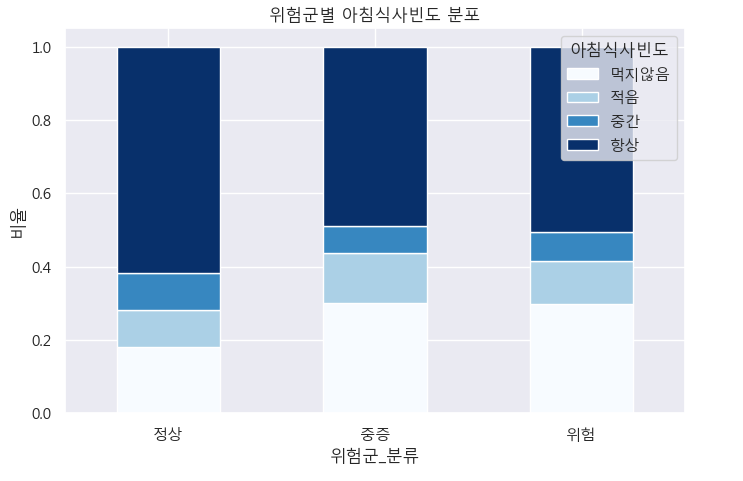 위험군별 아침식사빈도 분포
1.0
0.8
0.6
0.4
0.2
0.0
비율
아침식사빈도
먹지않음
적음
중간
항상
정상
중증
위험
위험군_분류